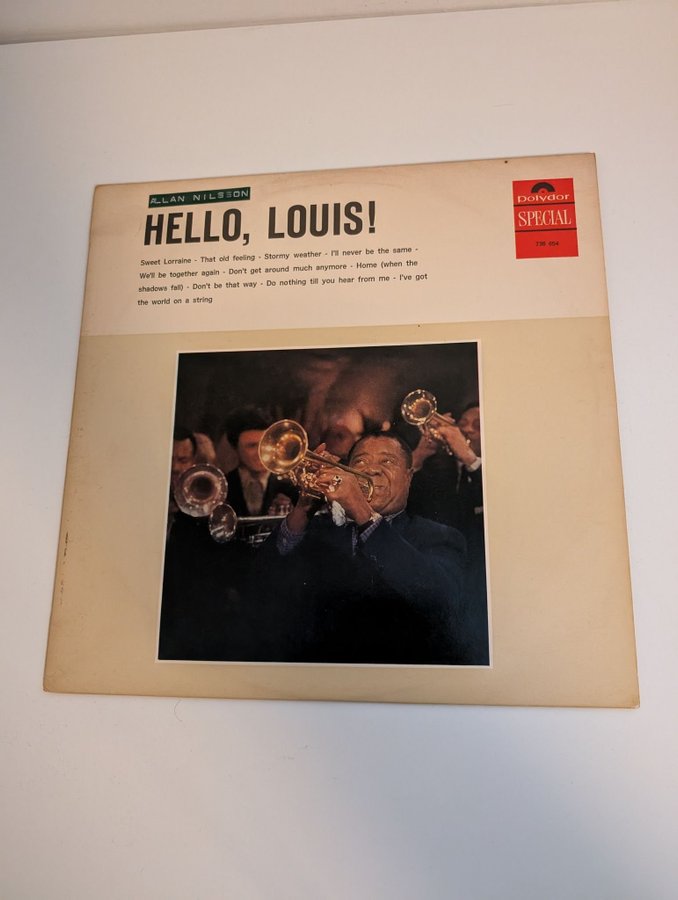 ALLAN NILSSON
HELLO, LOUIS!
Sweet Lorraine - That old feeling - Stormy weather - I'll never be the same -
We'll be together again - Don't get around much anymore - Home (when the
shadows fall) - Don't be that way - Do nothing till you hear from me - I've got
the world on a string
Polydor
SPECIAL
736 654